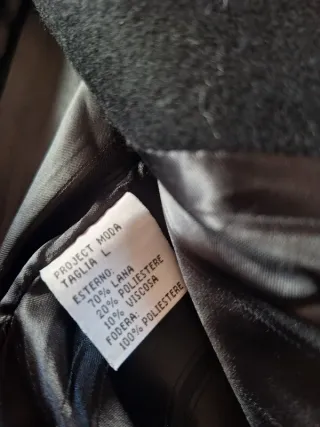 PROJECT MODA
TAGLIA L
ESTERNO:
70% LANA
20% POLIESTERE
10% VISCOSA
FODERA:
100% POLIESTERE